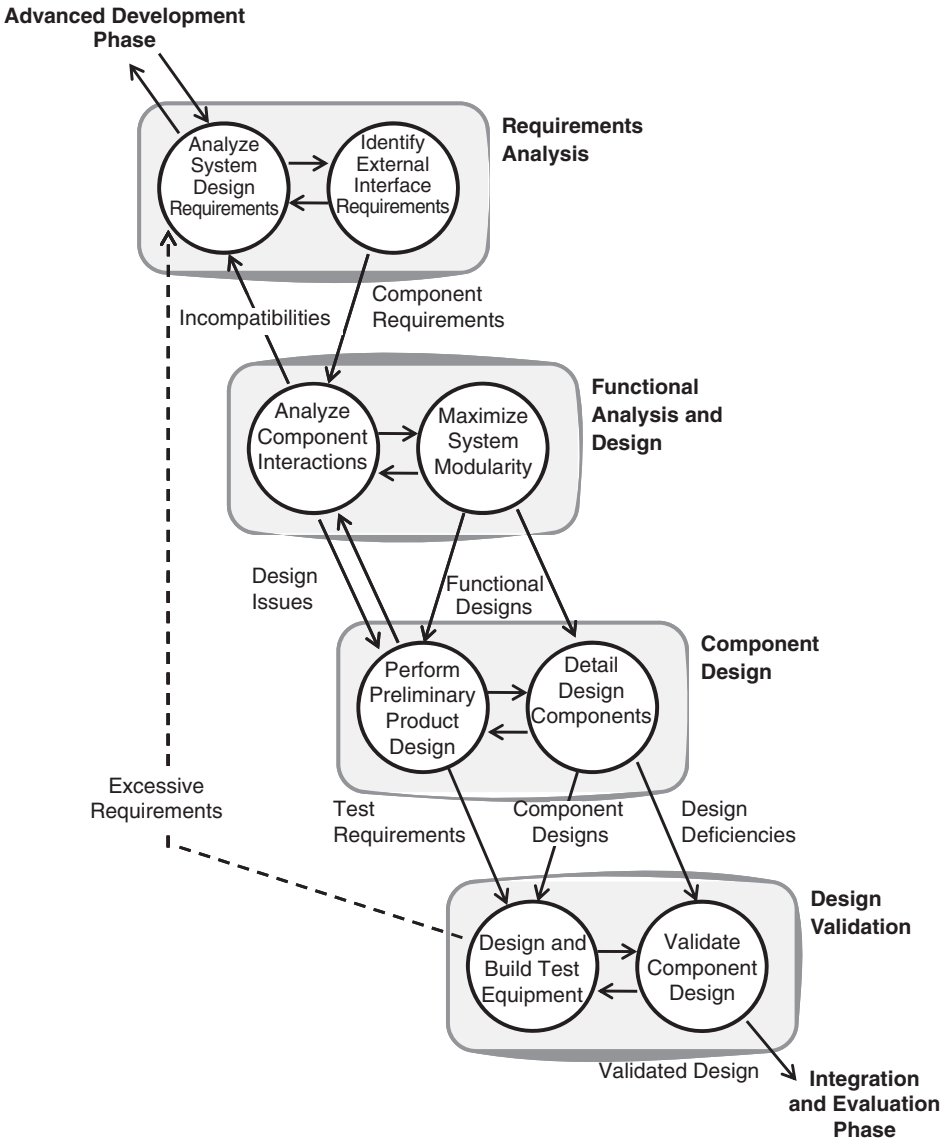 Advanced Development
Phase
Analyze
System
Design
Requirements
Identify
External
Interface
Requirements
Requirements
Analysis
Incompatibilities
Component
Requirements
Analyze
Component
Interactions
Maximize
System
Modularity
Functional
Analysis and
Design
Design
Issues
Functional
Designs
Perform
Preliminary
Product
Design
Detail
Design
Components
Component
Design
Excessive
Requirements
Test
Requirements
Component
Designs
Design
Deficiencies
Design and
Build Test
Equipment
Validate
Component
Design
Design
Validation
Validated Design
Integration
and Evaluation
Phase